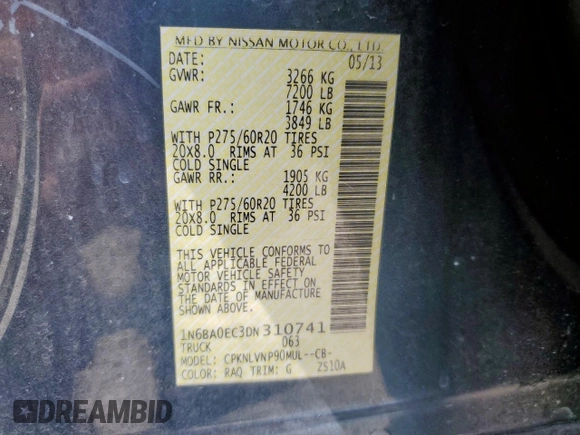 MFD BY NISSAN MOTOR CO., LTD.
DATE: 05/13
GVWR: 3266 KG
7200 LB
GAWR FR.: 1746 KG
3849 LB
WITH P275/60R20 TIRES
20X8.0 RIMS AT 36 PSI
COLD SINGLE
GAWR RR.: 1905 KG
4200 LB
WITH P275/60R20 TIRES
20X8.0 RIMS AT 36 PSI
COLD SINGLE
THIS VEHICLE CONFORMS TO
ALL APPLICABLE FEDERAL
MOTOR VEHICLE SAFETY
STANDARDS IN EFFECT ON
THE DATE OF MANUFACTURE
SHOWN ABOVE.
1N6BA0EC3DN310741
TRUCK 063
MODEL: CPKNLVNP90MUL--CB-
COLOR: RAQ TRIM: G 2510A
DREAMBID